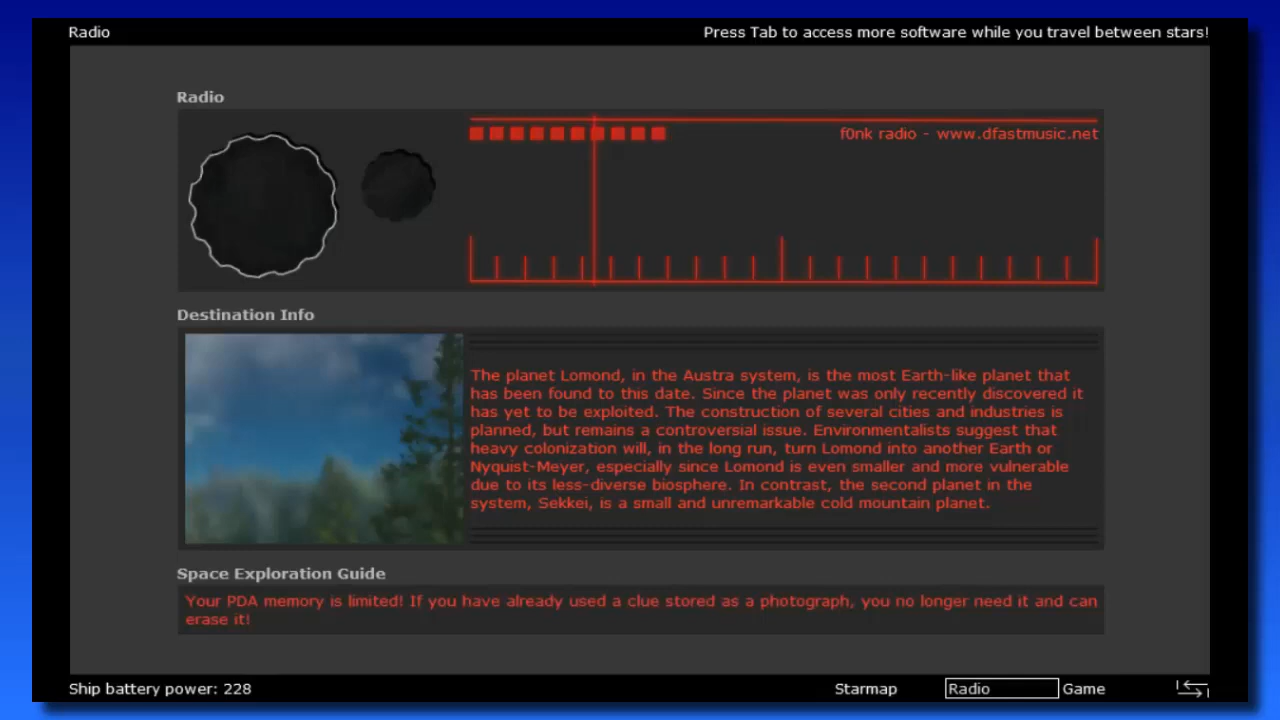 Radio
Press Tab to access more software while you travel between stars!
Radio
f0nk radio - www.dfastmusic.net
Destination Info
The planet Lomond, in the Austra system, is the most Earth-like planet that
has been found to this date. Since the planet was only recently discovered it
has yet to be exploited. The construction of several cities and industries is
planned, but remains a controversial issue. Environmentalists suggest that
heavy colonization will, in the long run, turn Lomond into another Earth or
Nyquist-Meyer, especially since Lomond is even smaller and more vulnerable
due to its less-diverse biosphere. In contrast, the second planet in the
system, Sekkei, is a small and unremarkable cold mountain planet.
Space Exploration Guide
Your PDA memory is limited! If you have already used a clue stored as a photograph, you no longer need it and can
erase it!
Ship battery power: 228
Starmap
Radio
Game